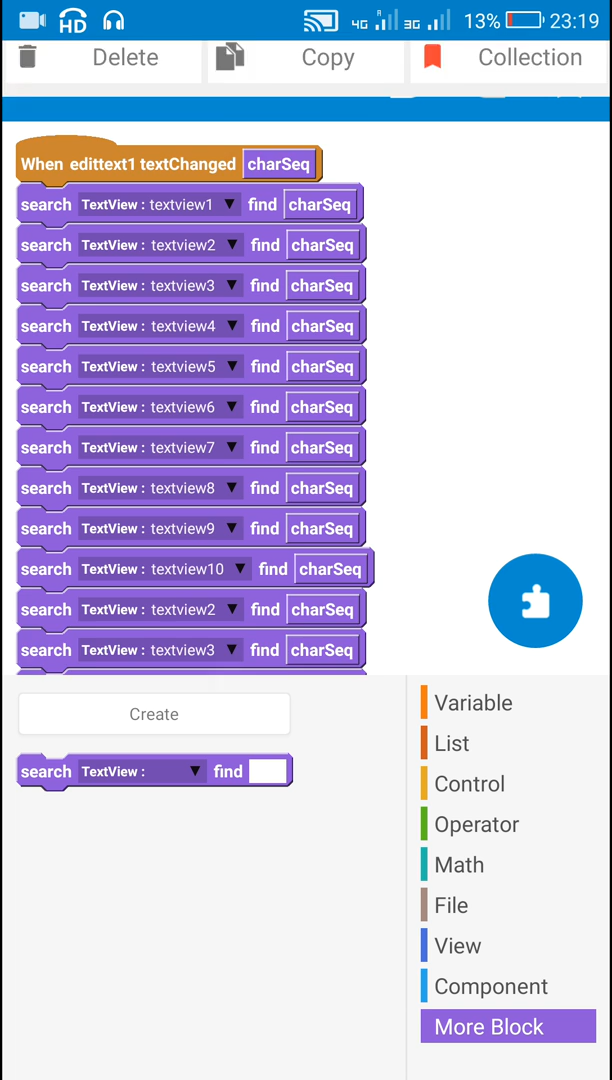 HD 4G R 3G 13% 23:19
Delete Copy Collection
When edittext1 textChanged charSeq
search TextView : textview1 ▼ find charSeq
search TextView : textview2 ▼ find charSeq
search TextView : textview3 ▼ find charSeq
search TextView : textview4 ▼ find charSeq
search TextView : textview5 ▼ find charSeq
search TextView : textview6 ▼ find charSeq
search TextView : textview7 ▼ find charSeq
search TextView : textview8 ▼ find charSeq
search TextView : textview9 ▼ find charSeq
search TextView : textview10 ▼ find charSeq
search TextView : textview2 ▼ find charSeq
search TextView : textview3 ▼ find charSeq
Create
search TextView : ▼ find
Variable
List
Control
Operator
Math
File
View
Component
More Block